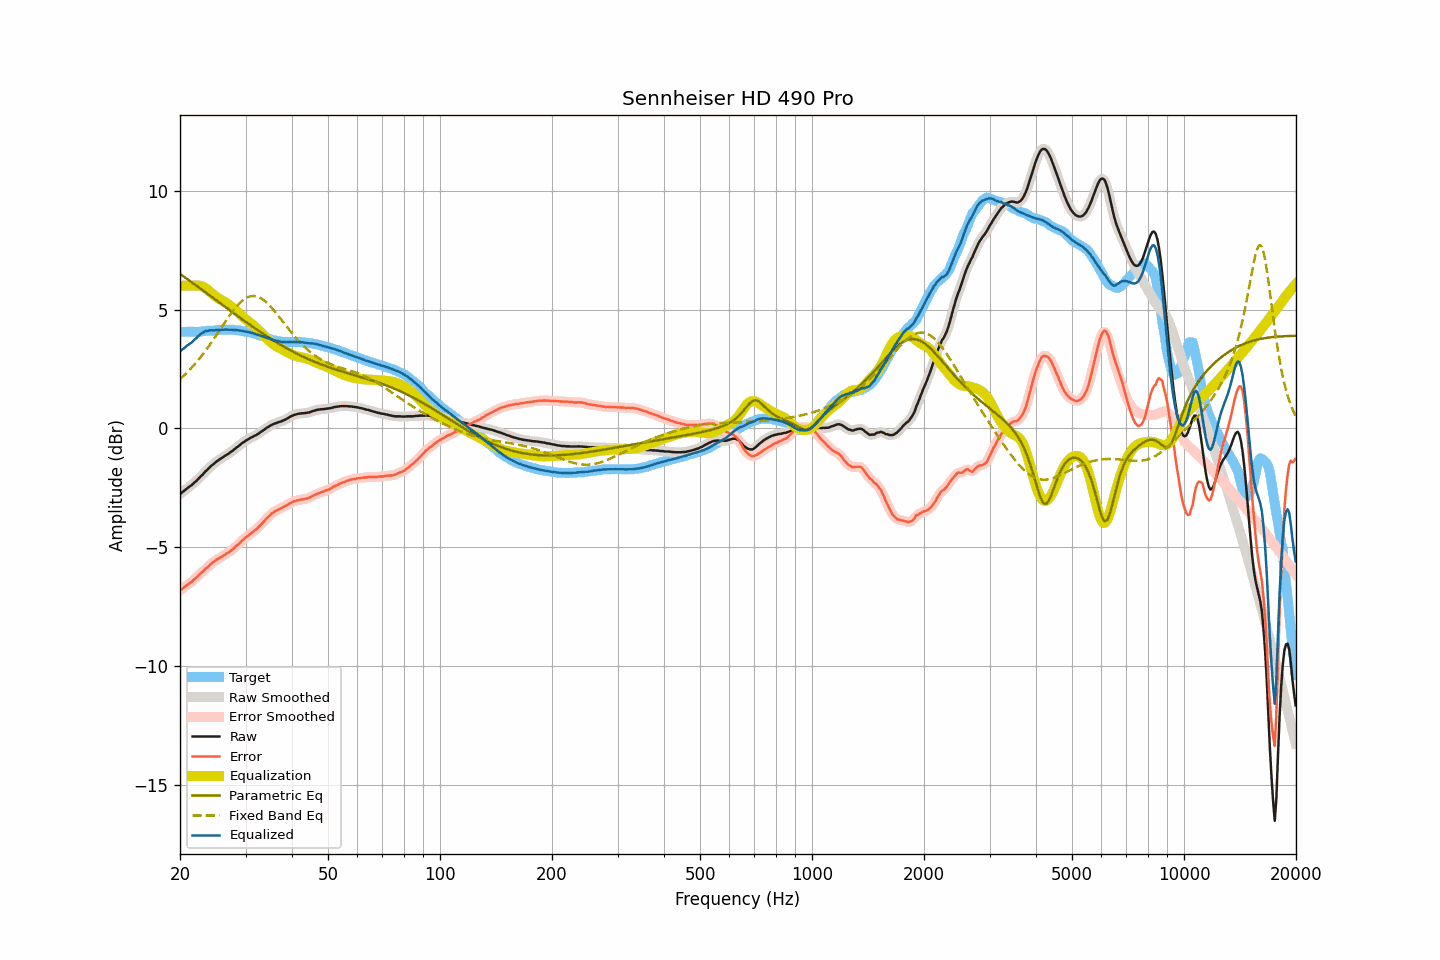 Sennheiser HD 490 Pro
Amplitude (dBr)
10
5
0
−5
−10
−15
Target
Raw Smoothed
Error Smoothed
Raw
Error
Equalization
Parametric Eq
Fixed Band Eq
Equalized
20 50 100 200 500 1000 2000 5000 10000 20000
Frequency (Hz)